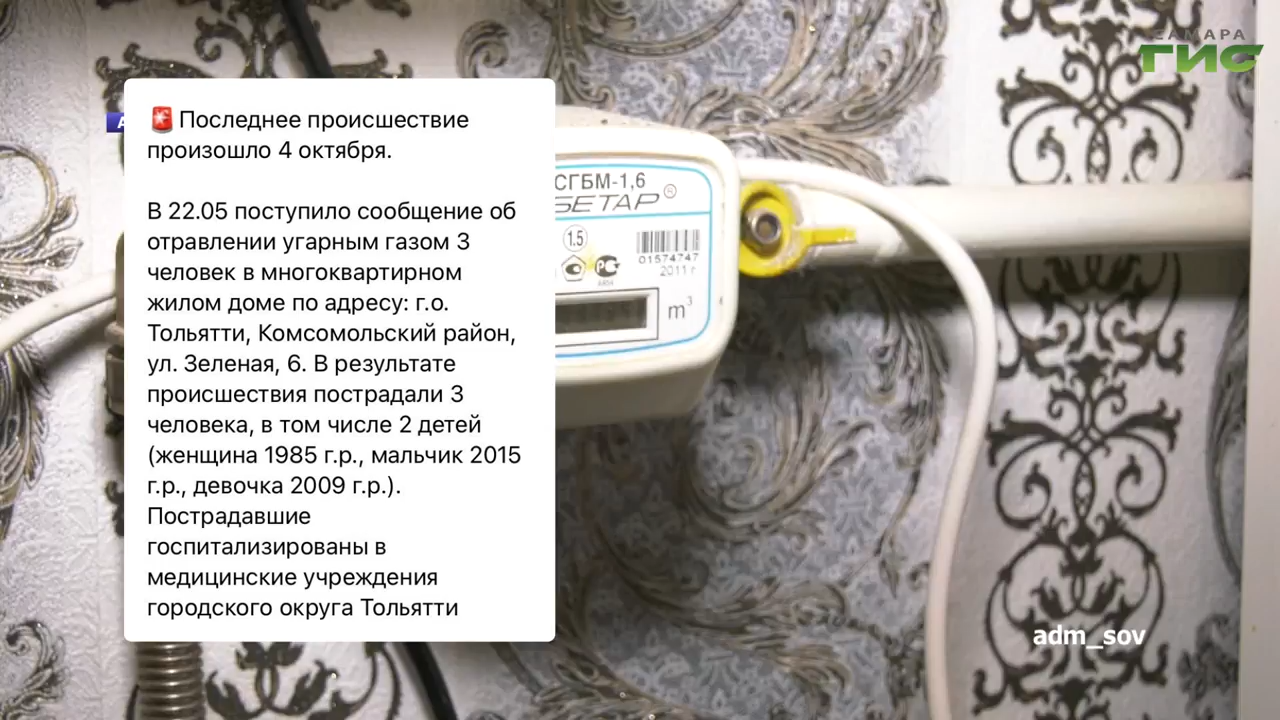 САМАРА
ГИС
🚨 Последнее происшествие
произошло 4 октября.
В 22.05 поступило сообщение об
отравлении угарным газом 3
человек в многоквартирном
жилом доме по адресу: г.о.
Тольятти, Комсомольский район,
ул. Зеленая, 6. В результате
происшествия пострадали 3
человека, в том числе 2 детей
(женщина 1985 г.р., мальчик 2015
г.р., девочка 2009 г.р.).
Пострадавшие
госпитализированы в
медицинские учреждения
городского округа Тольятти
СГБМ-1,6
БЕТАР®
1.5
01574747
2011 г
m³
adm_sov